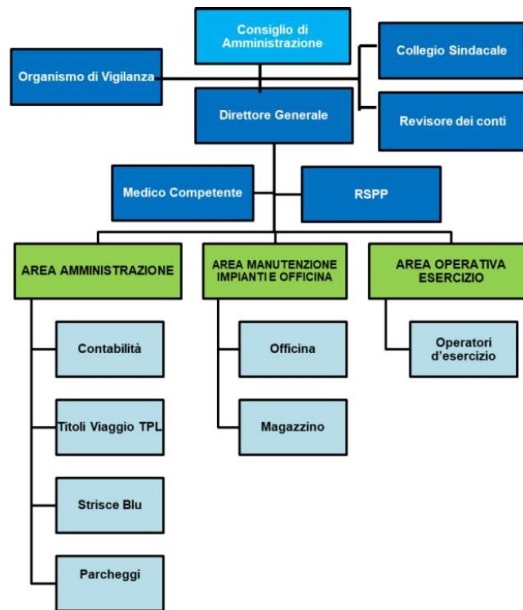 Consiglio di
Amministrazione
Collegio Sindacale
Organismo di Vigilanza
Direttore Generale
Revisore dei conti
Medico Competente
RSPP
AREA AMMINISTRAZIONE
AREA MANUTENZIONE
IMPIANTI E OFFICINA
AREA OPERATIVA
ESERCIZIO
Contabilità
Officina
Operatori
d'esercizio
Titoli Viaggio TPL
Magazzino
Strisce Blu
Parcheggi